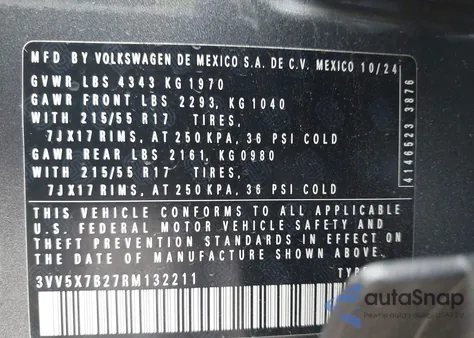 MFD BY VOLKSWAGEN DE MEXICO S.A. DE C.V. MEXICO 10/24
GVWR LBS 4343 KG 1970
GAWR FRONT LBS 2293, KG 1040
WITH 215/55 R17 TIRES,
7JX17 RIMS, AT 250 KPA, 36 PSI COLD
GAWR REAR LBS 2161, KG 0980
WITH 215/55 R17 TIRES,
7JX17 RIMS, AT 250 KPA, 36 PSI COLD
THIS VEHICLE CONFORMS TO ALL APPLICABLE
U.S. FEDERAL MOTOR VEHICLE SAFETY AND
THEFT PREVENTION STANDARDS IN EFFECT ON
THE DATE OF MANUFACTURE SHOWN ABOVE.
3VV5X7B27RM132211
4146523 3876
autoSnap